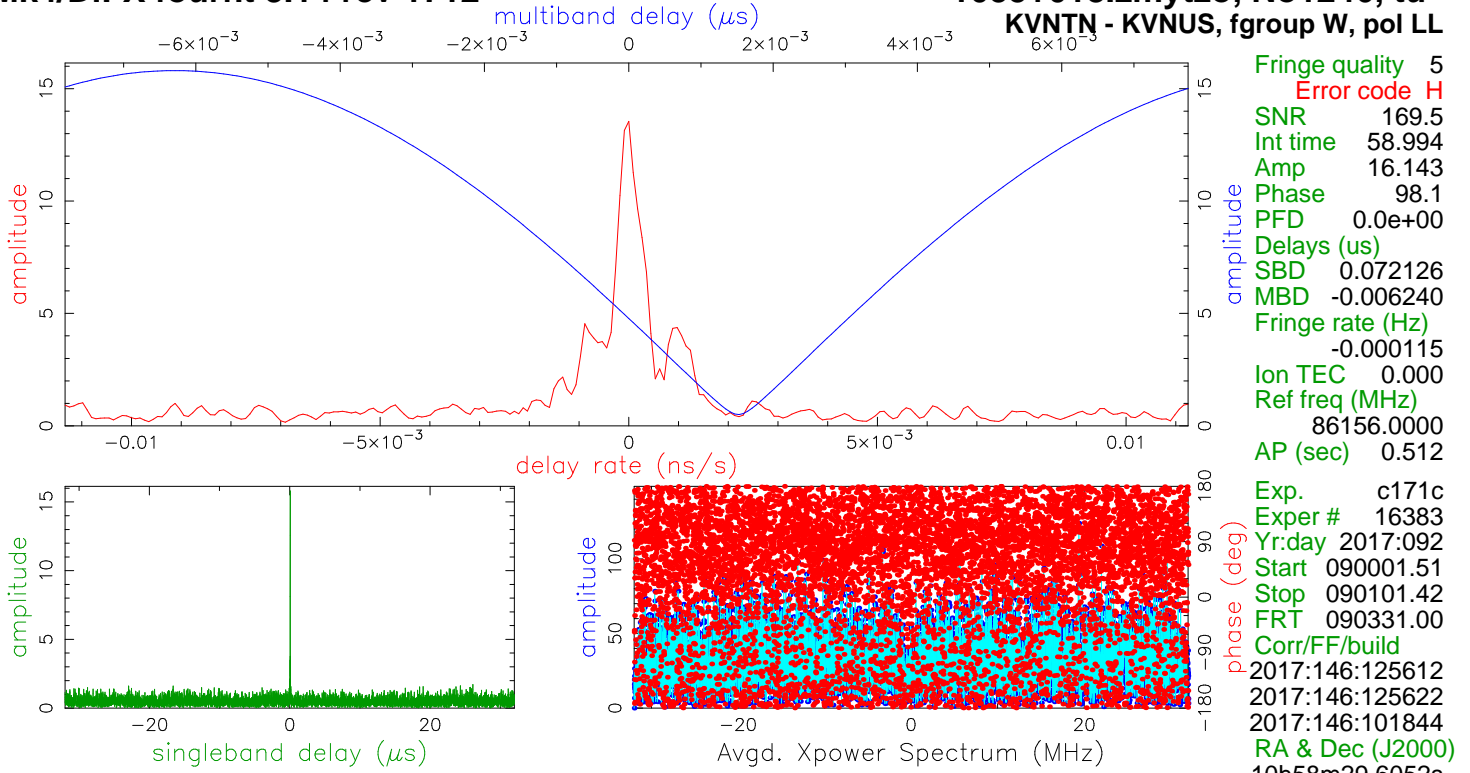 multiband delay (μs)
KVNTN - KVNUS, fgroup W, pol LL
−6×10−3 −4×10−3 −2×10−3 0 2×10−3 4×10−3 6×10−3
amplitude
0 5 10 15
amplitude
0 5 10 15
−0.01 −5×10−3 0 5×10−3 0.01
delay rate (ns/s)
Fringe quality 5
Error code H
SNR 169.5
Int time 58.994
Amp 16.143
Phase 98.1
PFD 0.0e+00
Delays (us)
SBD 0.072126
MBD -0.006240
Fringe rate (Hz)
-0.000115
Ion TEC 0.000
Ref freq (MHz)
86156.0000
AP (sec) 0.512
Exp. c171c
Exper # 16383
Yr:day 2017:092
Start 090001.51
Stop 090101.42
FRT 090331.00
Corr/FF/build
2017:146:125612
2017:146:125622
2017:146:101844
RA & Dec (J2000)
amplitude
0 5 10 15
−20 0 20
singleband delay (μs)
amplitude
0 50 100
−20 0 20
Avgd. Xpower Spectrum (MHz)
phase (deg)
−180 −90 0 90 180